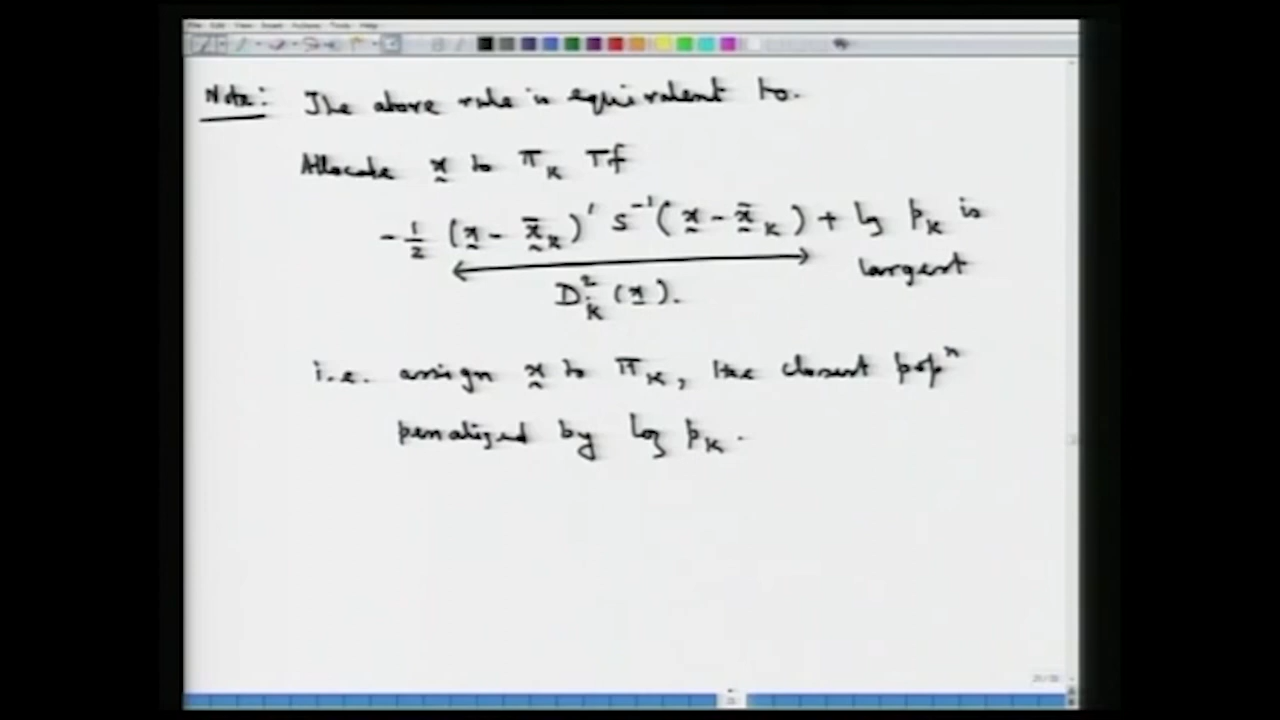 Note: The above rule is equivalent to.
Allocate x to π_k If
-1/2 (x - x̄_k)' S^-1 (x - x̄_k) + log p_k is
largest
D²_k (x).
i.e. assign x to π_k, the closest popⁿ
penalized by log p_k.